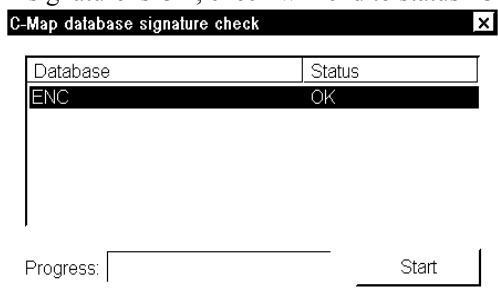 C-Map database signature check
Database Status
ENC OK
Progress: Start